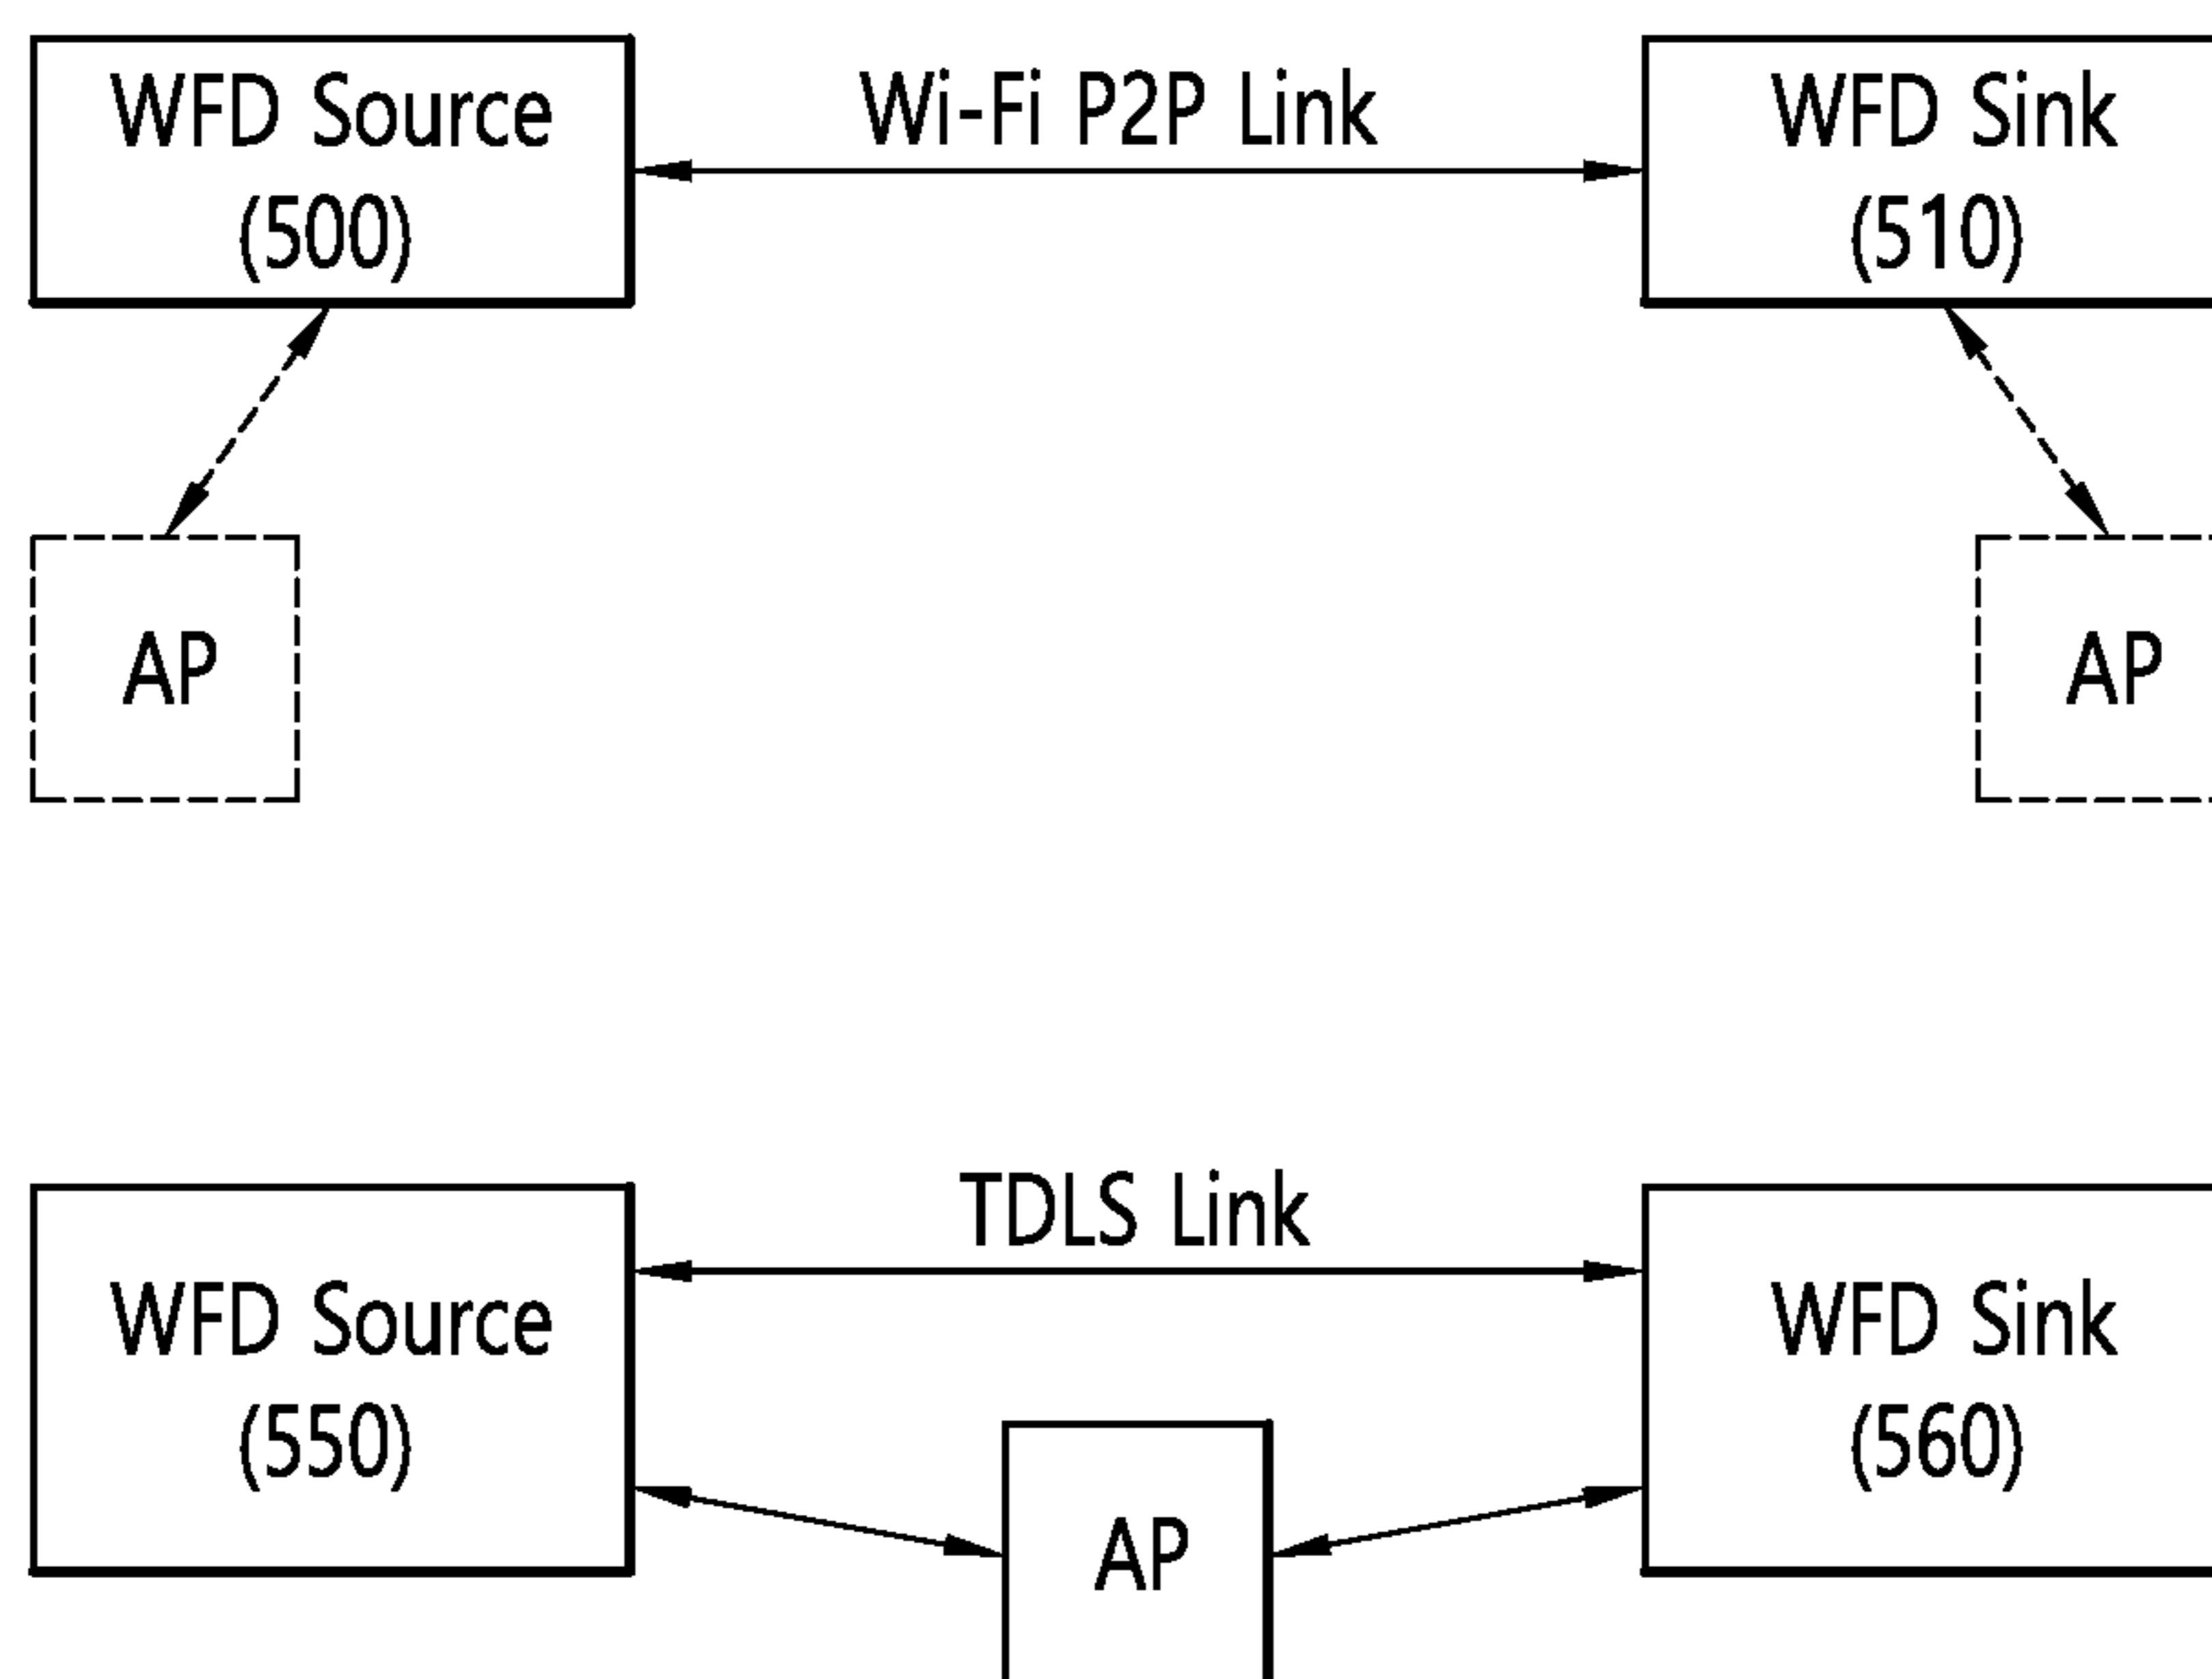 WFD Source
(500)
Wi-Fi P2P Link
WFD Sink
(510)
AP
AP
TDLS Link
WFD Source
(550)
WFD Sink
(560)
AP